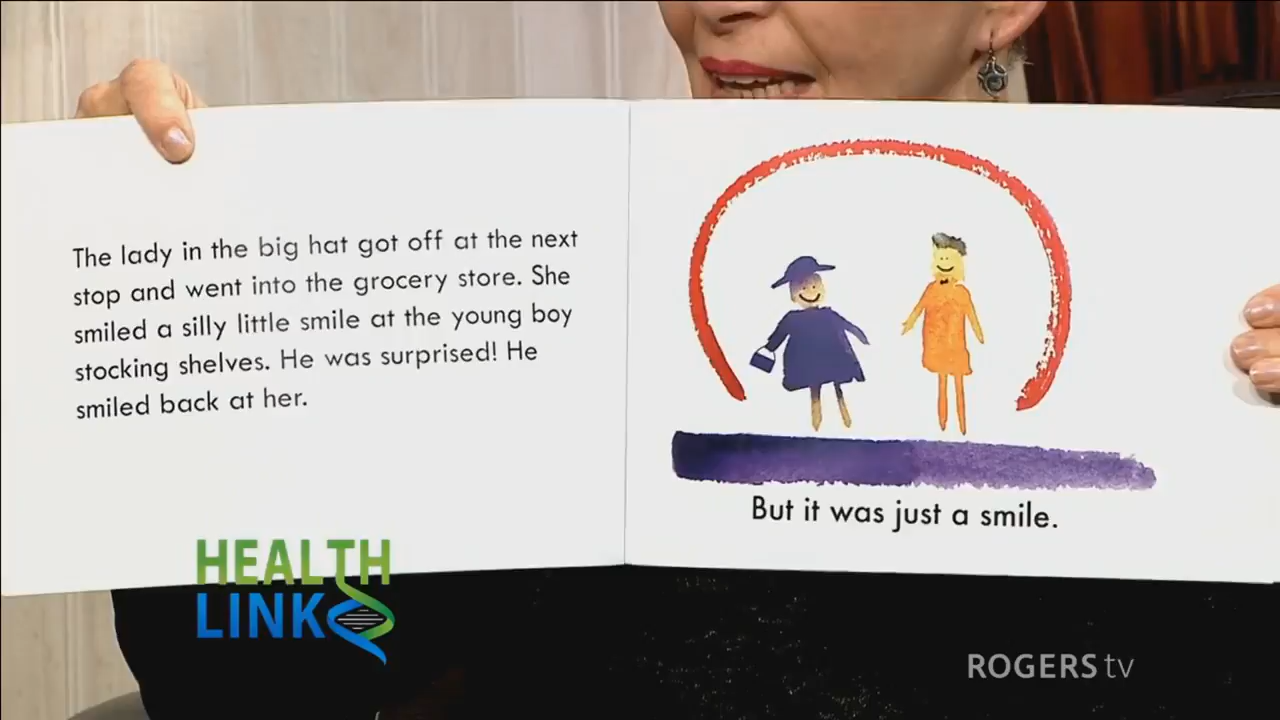 The lady in the big hat got off at the next
stop and went into the grocery store. She
smiled a silly little smile at the young boy
stocking shelves. He was surprised! He
smiled back at her.
But it was just a smile.
HEALTH
LINK
ROGERS tv